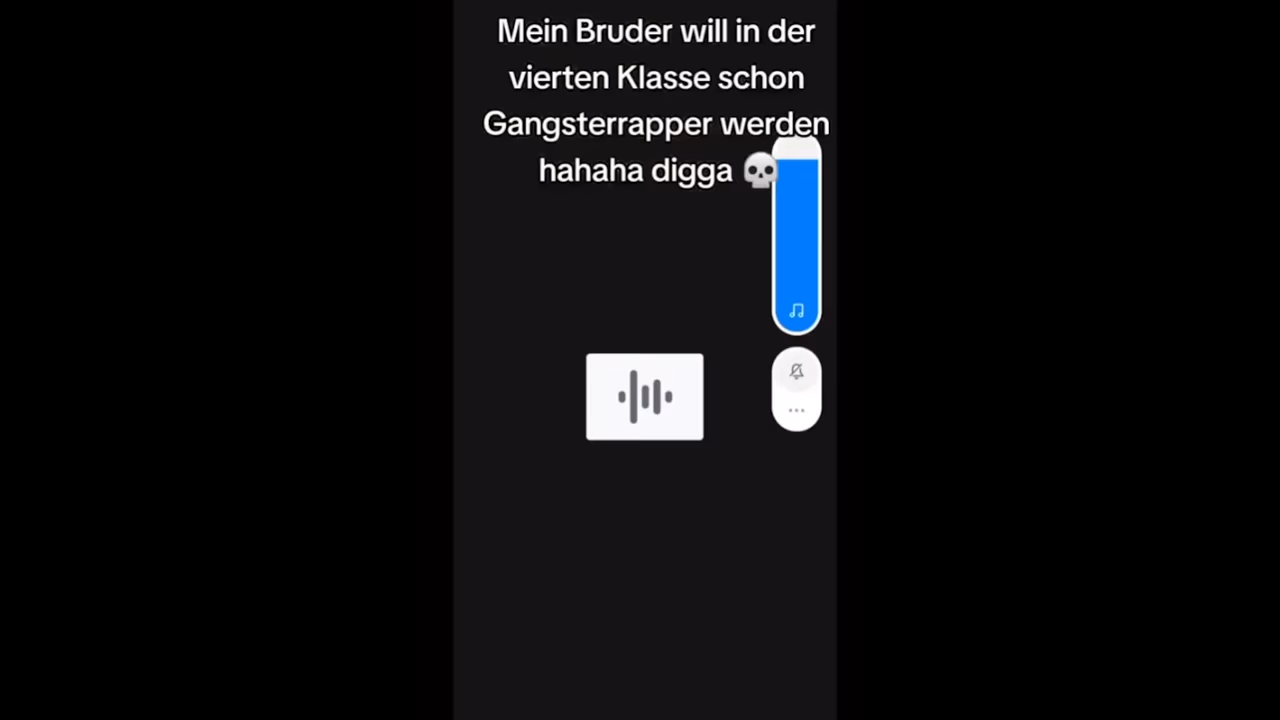 Mein Bruder will in der
vierten Klasse schon
Gangsterrapper werden
hahaha digga 💀